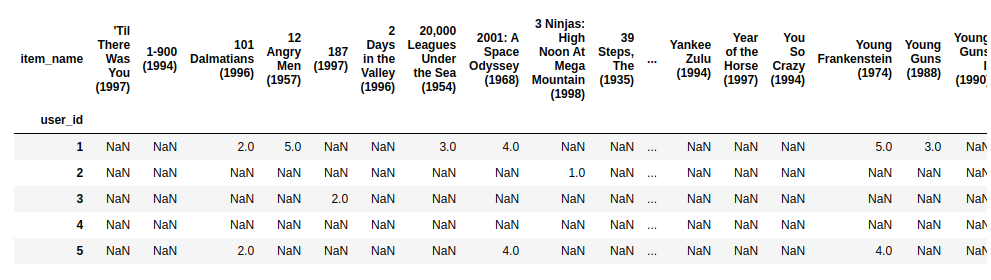 item_name
'Til
There
Was
You
(1997)
1-900
(1994)
101
Dalmatians
(1996)
12
Angry
Men
(1957)
187
(1997)
2
Days
in the
Valley
(1996)
20,000
Leagues
Under
the Sea
(1954)
2001: A
Space
Odyssey
(1968)
3 Ninjas:
High
Noon At
Mega
Mountain
(1998)
39
Steps,
The
(1935)
...
Yankee
Zulu
(1994)
Year
of the
Horse
(1997)
You
So
Crazy
(1994)
Young
Frankenstein
(1974)
Young
Guns
(1988)
Young
Guns
(1990
user_id
1 NaN NaN 2.0 5.0 NaN NaN 3.0 4.0 NaN NaN ... NaN NaN NaN 5.0 3.0 NaN
2 NaN NaN NaN NaN NaN NaN NaN NaN 1.0 NaN ... NaN NaN NaN NaN NaN NaN
3 NaN NaN NaN NaN 2.0 NaN NaN NaN NaN NaN ... NaN NaN NaN NaN NaN NaN
4 NaN NaN NaN NaN NaN NaN NaN NaN NaN NaN ... NaN NaN NaN NaN NaN NaN
5 NaN NaN 2.0 NaN NaN NaN NaN 4.0 NaN NaN ... NaN NaN NaN 4.0 NaN NaN